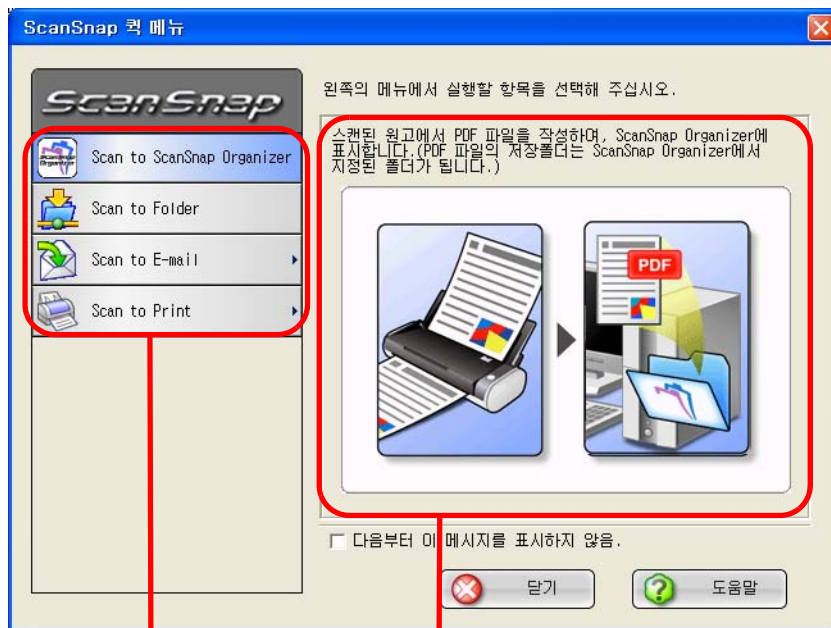 ScanSnap 퀵 메뉴
ScanSnap
왼쪽의 메뉴에서 실행할 항목을 선택해 주십시오.
Scan to ScanSnap Organizer
Scan to Folder
Scan to E-mail
Scan to Print
스캔된 원고에서 PDF 파일을 작성하며, ScanSnap Organizer에
표시합니다.(PDF 파일의 저장폴더는 ScanSnap Organizer에서
지정된 폴더가 됩니다.)
PDF
다음부터 이 메시지를 표시하지 않음.
닫기
도움말